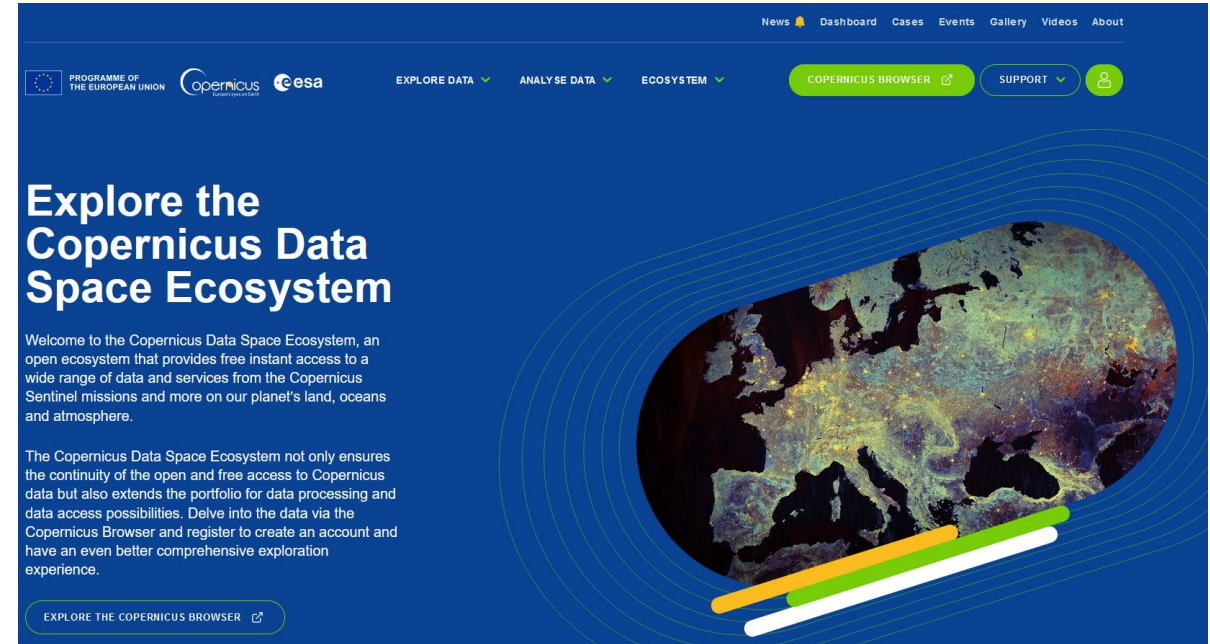 News Dashboard Cases Events Gallery Videos About
PROGRAMME OF
THE EUROPEAN UNION
Copernicus
Europe's eyes on Earth
esa
EXPLORE DATA
ANALYSE DATA
ECOSYSTEM
COPERNICUS BROWSER
SUPPORT
Explore the
Copernicus Data
Space Ecosystem
Welcome to the Copernicus Data Space Ecosystem, an
open ecosystem that provides free instant access to a
wide range of data and services from the Copernicus
Sentinel missions and more on our planet's land, oceans
and atmosphere.
The Copernicus Data Space Ecosystem not only ensures
the continuity of the open and free access to Copernicus
data but also extends the portfolio for data processing and
data access possibilities. Delve into the data via the
Copernicus Browser and register to create an account and
have an even better comprehensive exploration
experience.
EXPLORE THE COPERNICUS BROWSER